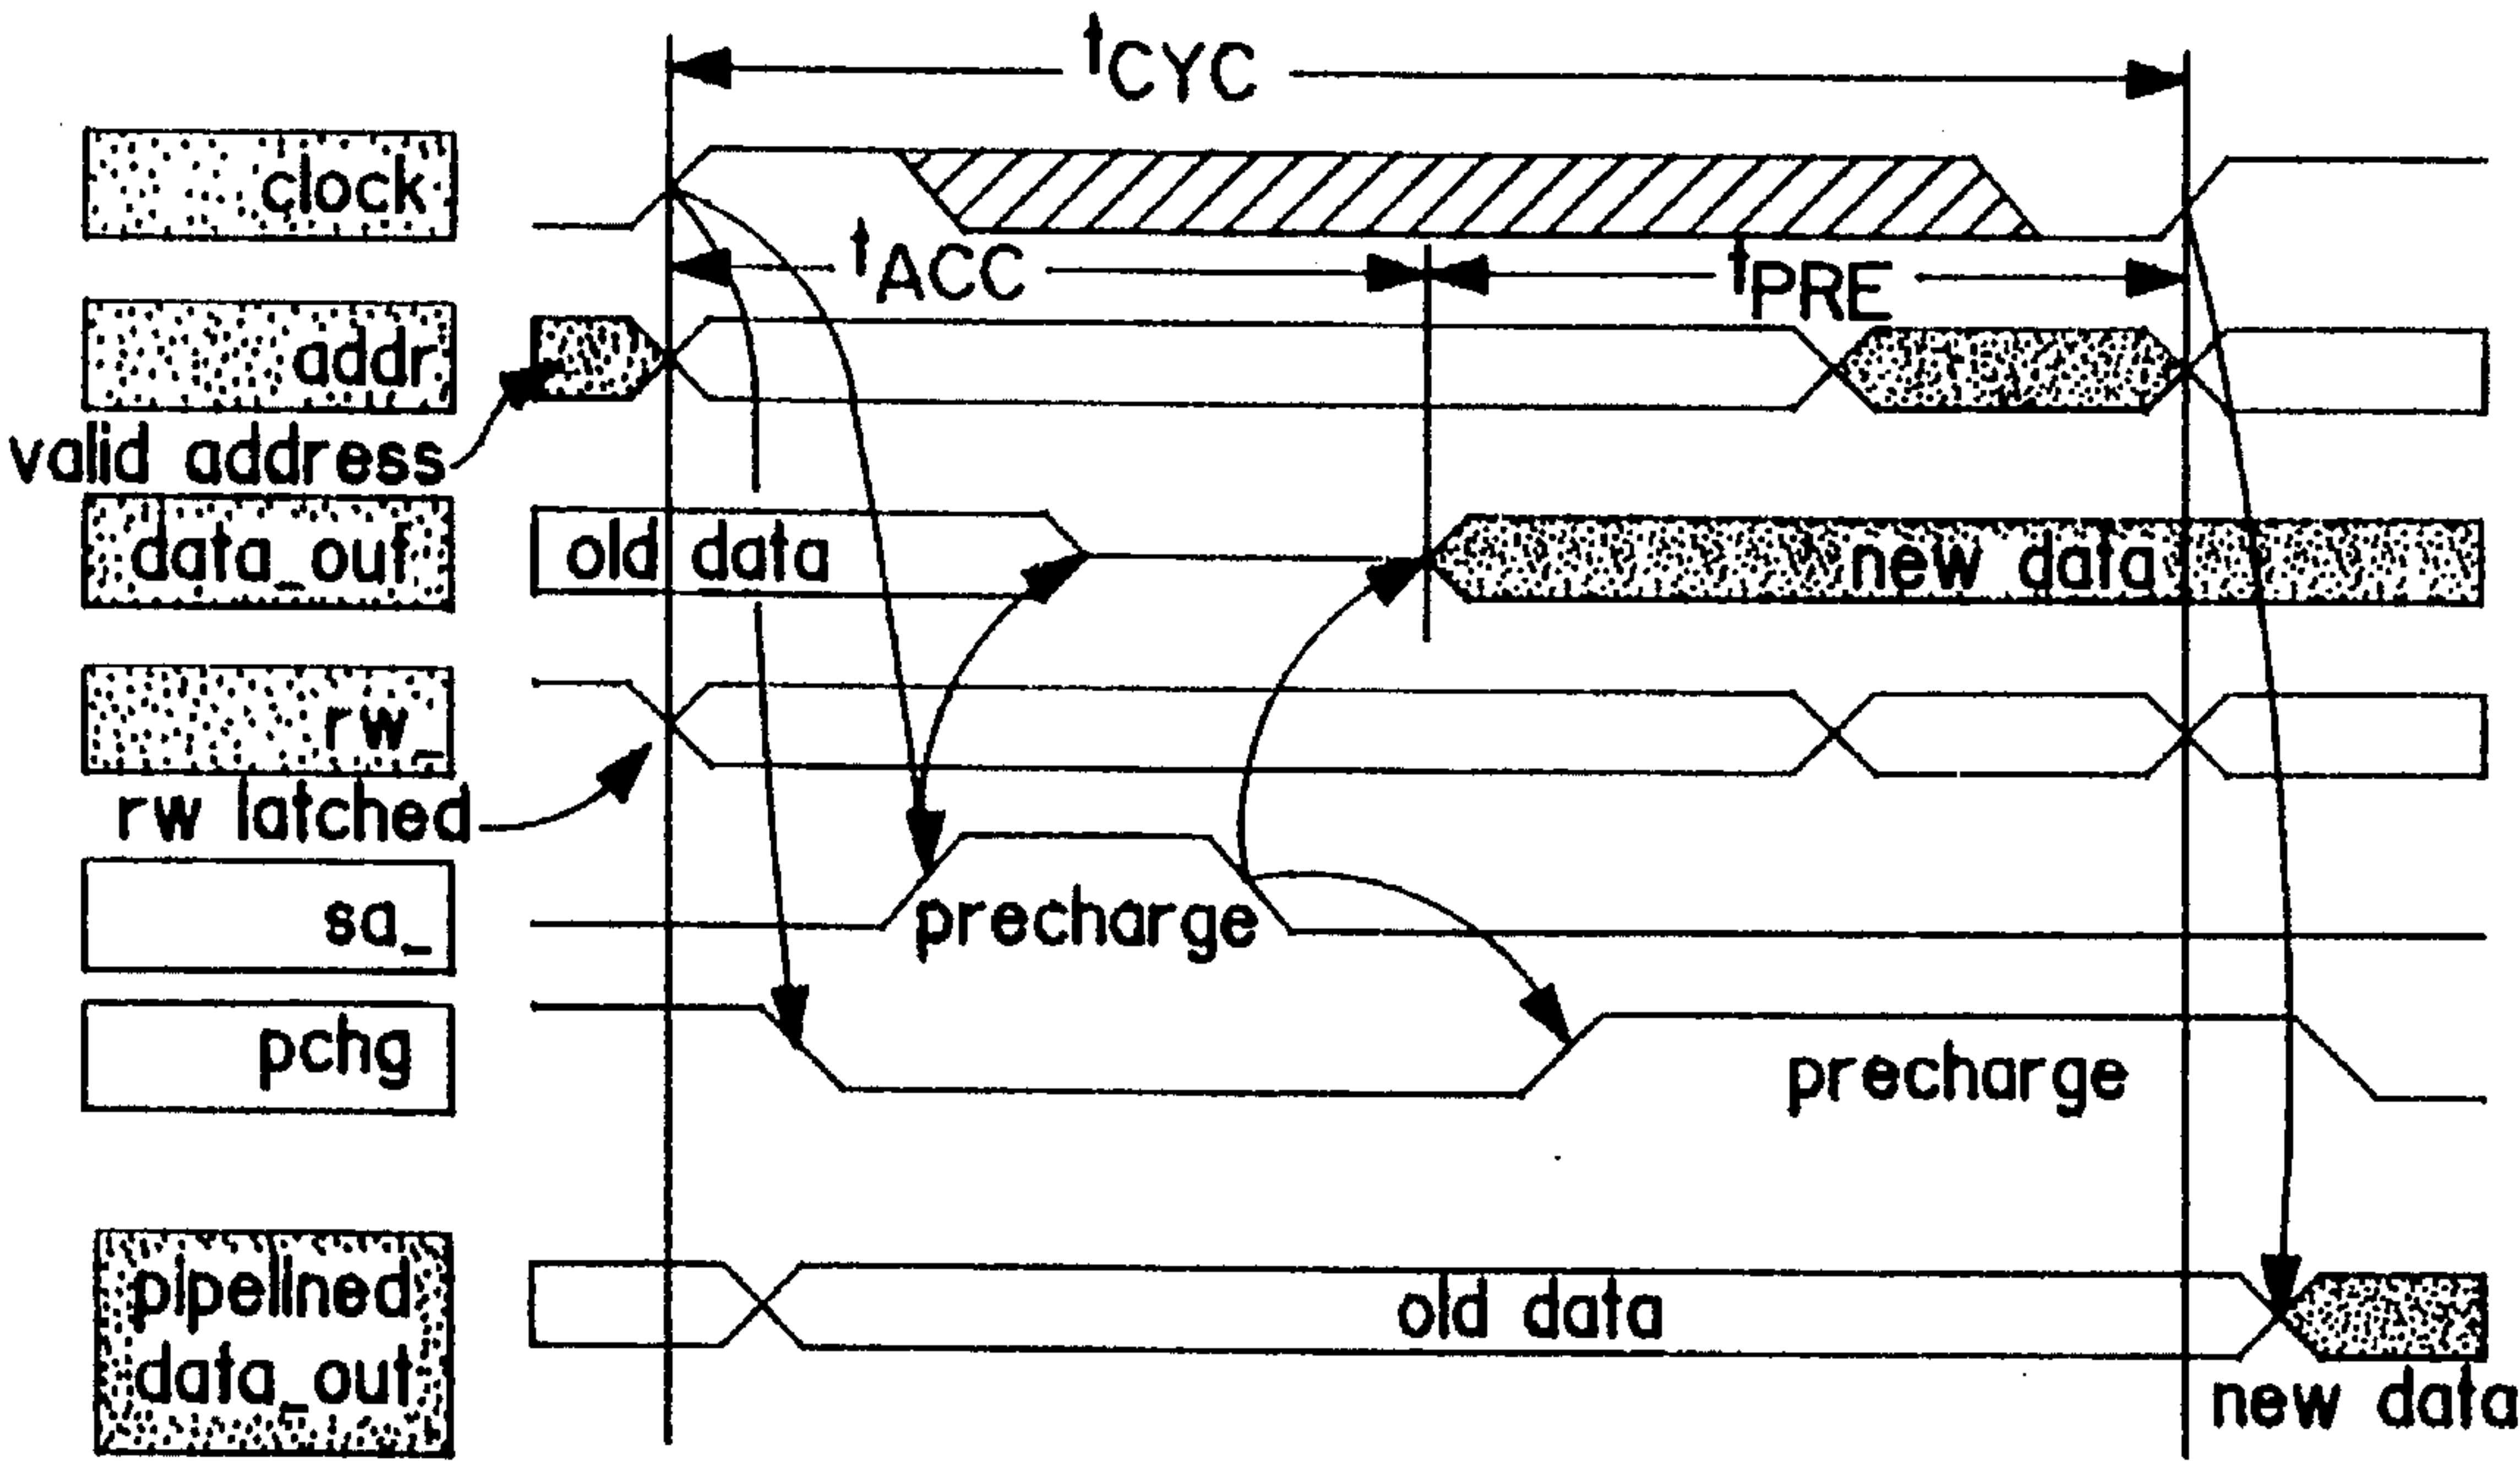 tCYC
clock
tACC
tPRE
addr
valid address
data_out
old data
new data
rw_
rw latched
sa_
precharge
pchg
precharge
pipelined
data_out
old data
new data